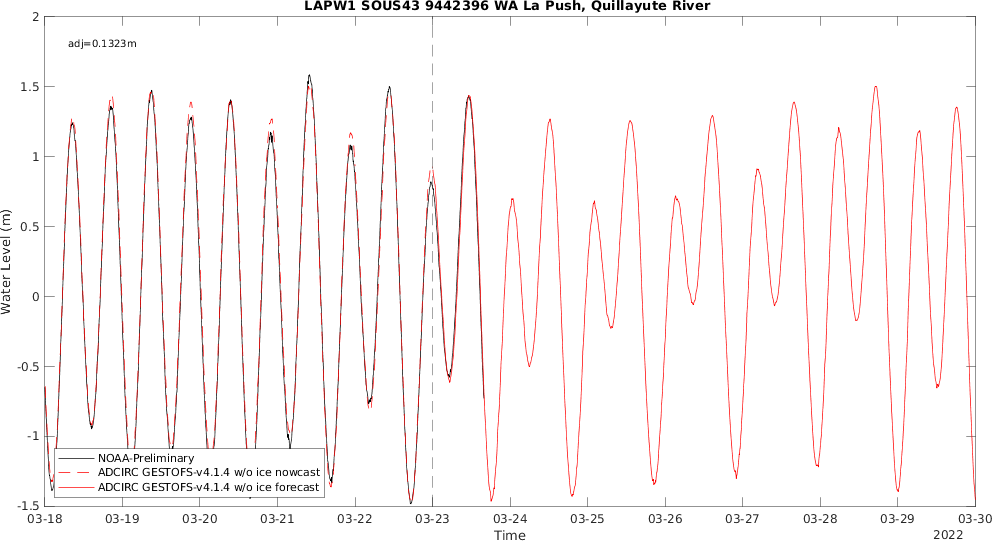 LAPW1 SOUS43 9442396 WA La Push, Quillayute River
2
adj=0.1323m
1.5
1
0.5
0
-0.5
-1
-1.5
Water Level (m)
NOAA-Preliminary
ADCIRC GESTOFS-v4.1.4 w/o ice nowcast
ADCIRC GESTOFS-v4.1.4 w/o ice forecast
03-18 03-19 03-20 03-21 03-22 03-23 03-24 03-25 03-26 03-27 03-28 03-29 03-30
Time
2022